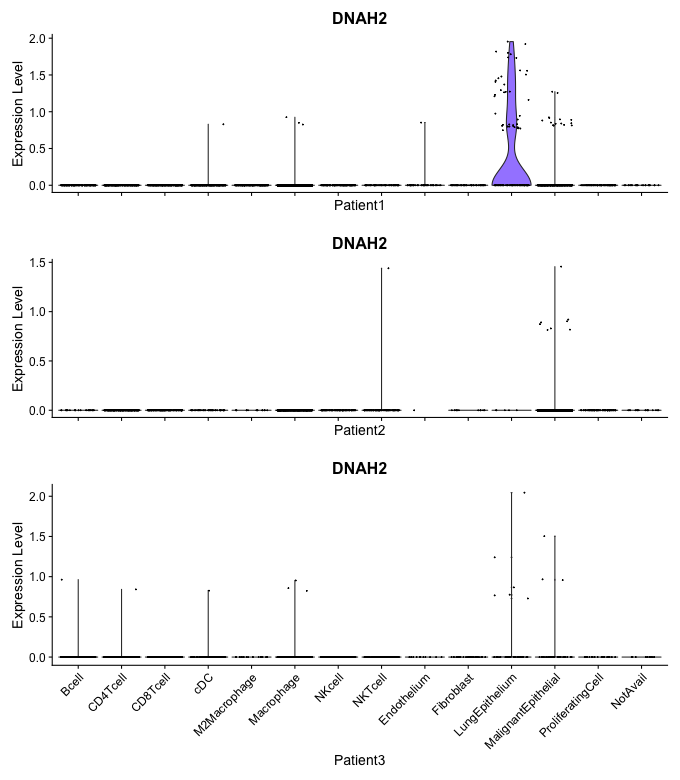 DNAH2
Expression Level
2.0
1.5
1.0
0.5
0.0
Patient1
DNAH2
Expression Level
1.5
1.0
0.5
0.0
Patient2
DNAH2
Expression Level
2.0
1.5
1.0
0.5
0.0
Bcell
CD4Tcell
CD8Tcell
cDC
M2Macrophage
Macrophage
NKcell
NKTcell
Endothelium
Fibroblast
LungEpithelium
MalignantEpithelial
ProliferatingCell
NotAvail
Patient3